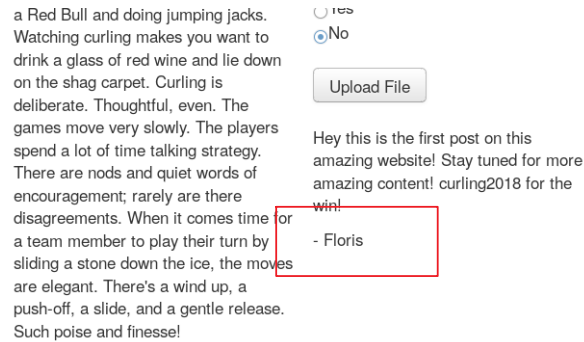 a Red Bull and doing jumping jacks.
Watching curling makes you want to
drink a glass of red wine and lie down
on the shag carpet. Curling is
deliberate. Thoughtful, even. The
games move very slowly. The players
spend a lot of time talking strategy.
There are nods and quiet words of
encouragement; rarely are there
disagreements. When it comes time for
a team member to play their turn by
sliding a stone down the ice, the moves
are elegant. There's a wind up, a
push-off, a slide, and a gentle release.
Such poise and finesse!
Yes
No
Upload File
Hey this is the first post on this
amazing website! Stay tuned for more
amazing content! curling2018 for the
win!
- Floris